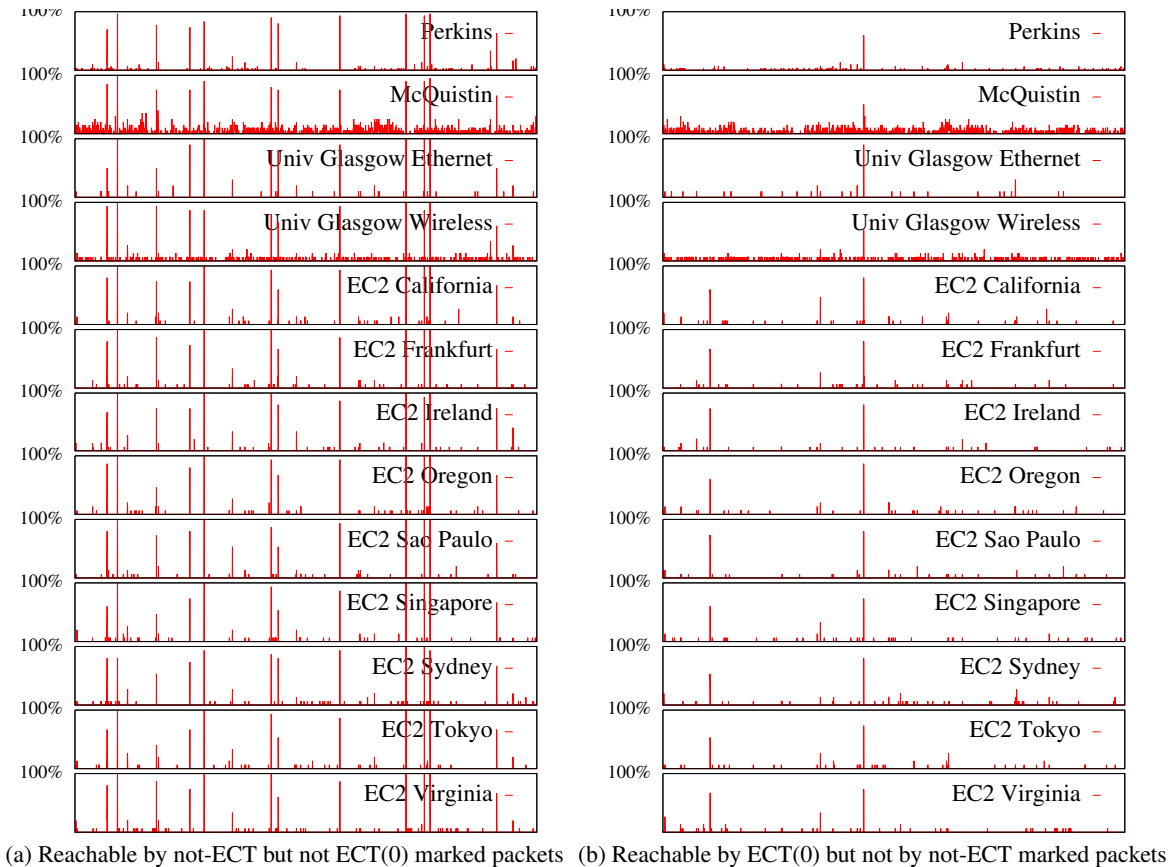 100%
Perkins
100%
McQuistin
100%
Univ Glasgow Ethernet
100%
Univ Glasgow Wireless
100%
EC2 California
100%
EC2 Frankfurt
100%
EC2 Ireland
100%
EC2 Oregon
100%
EC2 Sao Paulo
100%
EC2 Singapore
100%
EC2 Sydney
100%
EC2 Tokyo
100%
EC2 Virginia
(a) Reachable by not-ECT but not ECT(0) marked packets
100%
Perkins
100%
McQuistin
100%
Univ Glasgow Ethernet
100%
Univ Glasgow Wireless
100%
EC2 California
100%
EC2 Frankfurt
100%
EC2 Ireland
100%
EC2 Oregon
100%
EC2 Sao Paulo
100%
EC2 Singapore
100%
EC2 Sydney
100%
EC2 Tokyo
100%
EC2 Virginia
(b) Reachable by ECT(0) but not by not-ECT marked packets